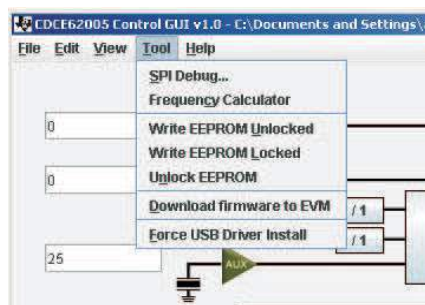 CDCE62005 Control GUI v1.0 - C:\Documents and Settings\
File Edit View Tool Help
SPI Debug...
Frequency Calculator
0
Write EEPROM Unlocked
Write EEPROM Locked
0
Unlock EEPROM
Download firmware to EVM
/ 1
Force USB Driver Install
/ 1
25
AUX